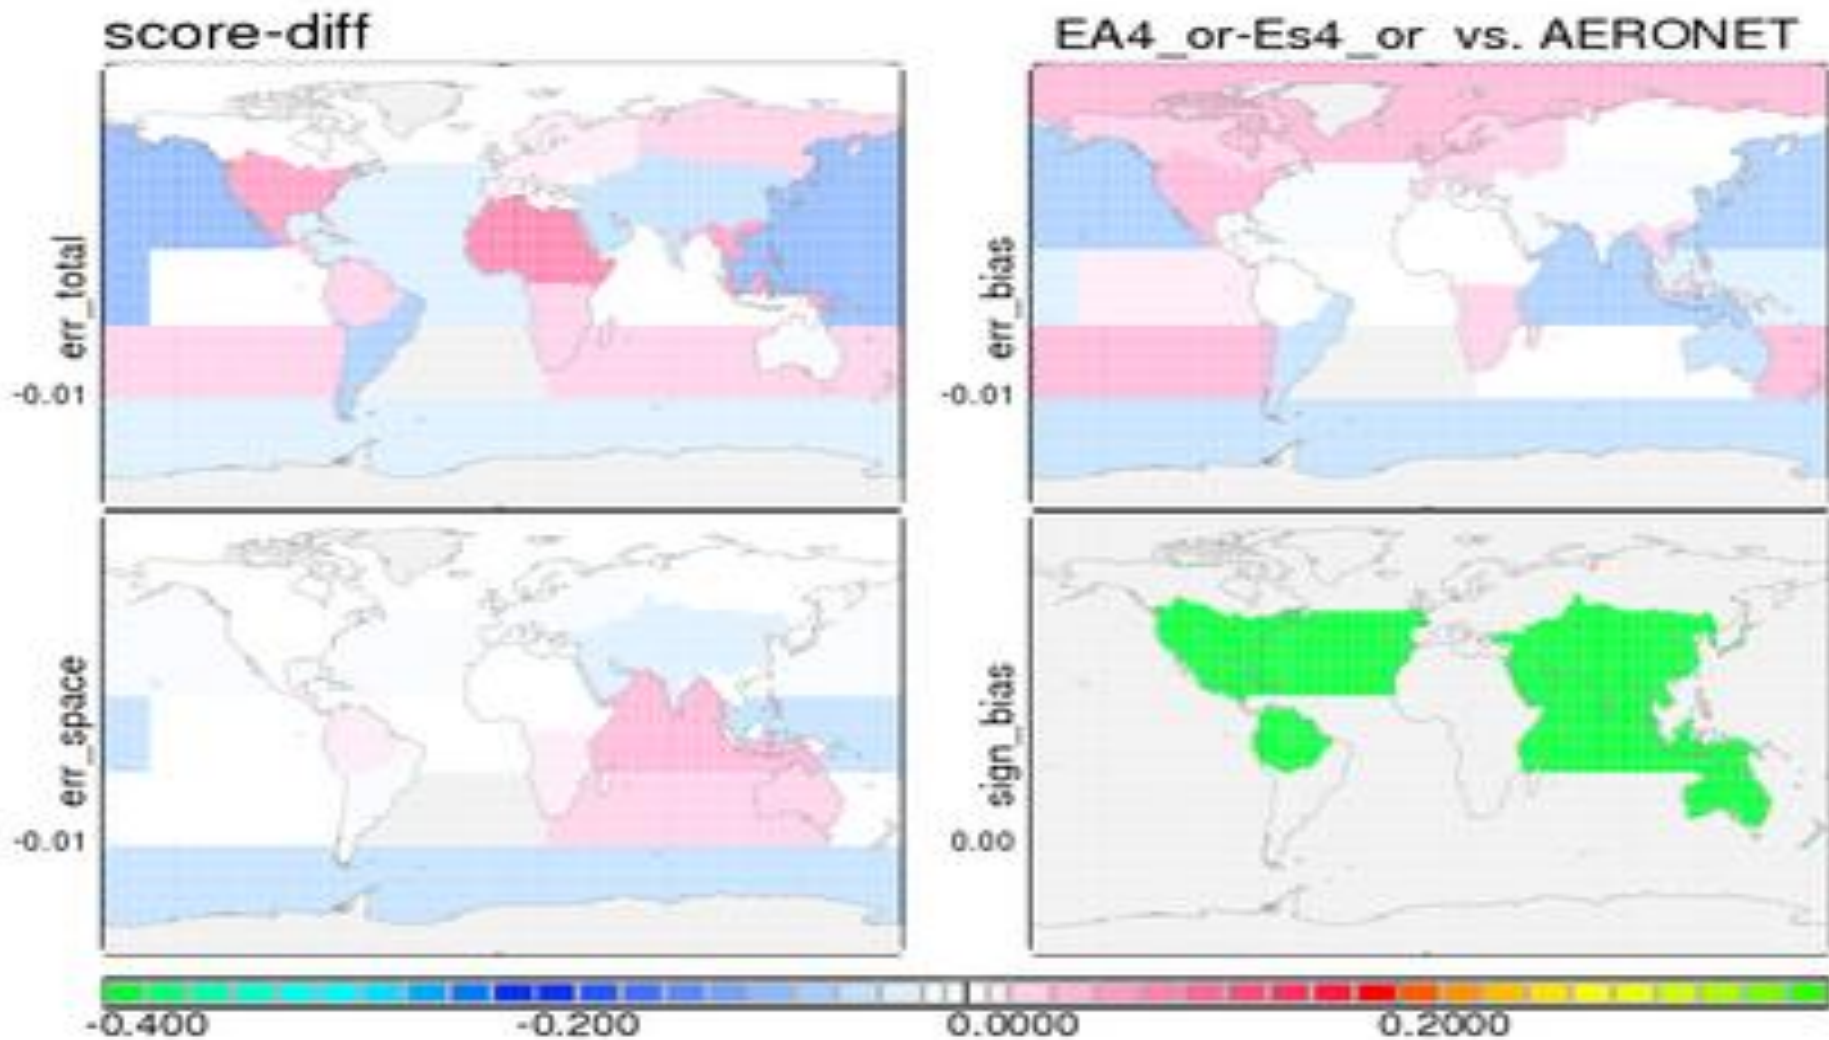 score-diff
EA4_or-Es4_or vs. AERONET
err_total
-0.01
err_bias
-0.01
err_space
-0.01
sign_bias
0.00
-0.400
-0.200
0.0000
0.2000